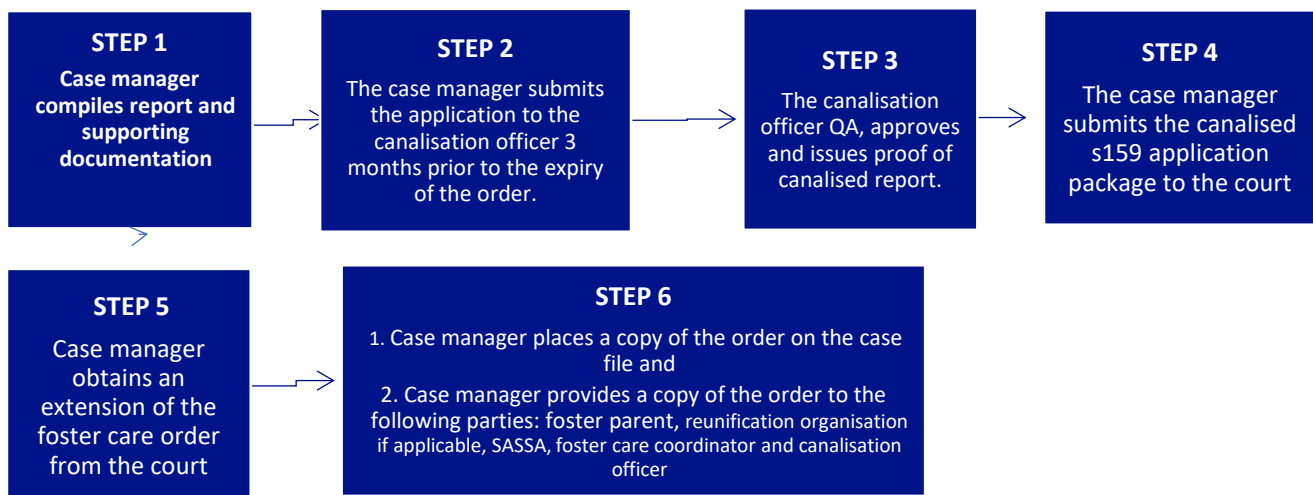 STEP 1
Case manager
compiles report and
supporting
documentation
STEP 2
The case manager submits
the application to the
canalisation officer 3
months prior to the expiry
of the order.
STEP 3
The canalisation
officer QA, approves
and issues proof of
canalised report.
STEP 4
The case manager
submits the canalised
s159 application
package to the court
STEP 5
Case manager
obtains an
extension of the
foster care order
from the court
STEP 6
1. Case manager places a copy of the order on the case
file and
2. Case manager provides a copy of the order to the
following parties: foster parent, reunification organisation
if applicable, SASSA, foster care coordinator and canalisation
officer